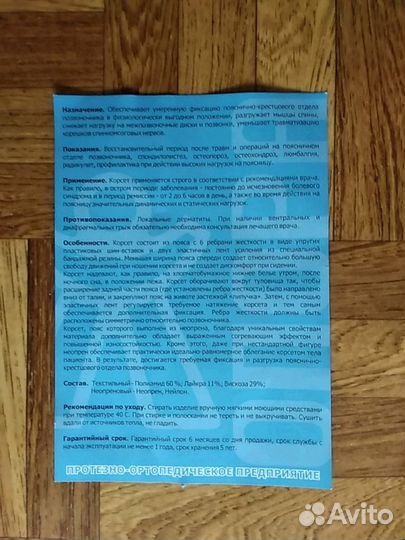 Назначение. Обеспечивает умеренную фиксацию пояснично-крестцового отдела
позвоночника в физиологически выгодном положении, разгружает мышцы спины,
снижает нагрузку на межпозвоночные диски и позвонки, уменьшает травматизацию
корешков спинномозговых нервов.
Показания. Восстановительный период после травм и операций на поясничном
отделе позвоночника, спондилолистез, остеопороз, остеохондроз, люмбалгия,
радикулит, профилактика при действии высоких нагрузок на поясницу.
Применение. Корсет применяется строго в соответствии с рекомендациями врача.
Как правило, в остром периоде заболевания - постоянно до исчезновения болевого
синдрома и в период ремиссии - от 2 до 6 часов в день, а также во время действия на
поясницу значительных динамических и статических нагрузок.
Противопоказания. Локальные дерматиты. При наличии вентральных и
диафрагмальных грыж обязательно необходима консультация лечащего врача.
Особенности. Корсет состоит из пояса с 6 ребрами жесткости в виде упругих
пластиковых шин-вставок и двух эластичных лент усиления из специальной
бандажной резины. Меньшая ширина пояса спереди создает относительно большую
свободу движений при ношении корсета и не создает дискомфорт при сидении.
Корсет надевают, как правило, на хлопчатобумажное нижнее белье утром, после
ночного сна, в положении лежа. Корсет оборачивают вокруг туловища так, чтобы
расширение задней части пояса (где установлены ребра жесткости) было направлено
вниз от талии, и закрепляют пояс на животе застежкой «липучка». Затем, с помощью
эластичных лент регулируется требуемое натяжение корсета и тем самым
обеспечивается дополнительная фиксация. Ребра жесткости должны быть
расположены симметрично относительно позвоночника.
Корсет, пояс которого выполнен из неопрена, благодаря уникальным свойствам
материала дополнительно обладает выраженным согревающим эффектом и
повышенной износостойкостью. Кроме этого, даже при нестандартной фигуре
неопрен обеспечивает практически идеально-равномерное облегание корсетом тела
пациента. В результате, достигается требуемая фиксация и разгрузка пояснично-
крестцового отдела позвоночника.
Состав. Текстильный - Полиамид 60 %; Лайкра 11%; Вискоза 29%;
Неопреновый - Неопрен, Нейлон.
Рекомендации по уходу. Стирать изделие вручную мягкими моющими средствами
при температуре 40 С. При стирке и полоскании не тереть и не выкручивать. Сушить
вдали от источников тепла, не гладить.
Гарантийный срок. Гарантийный срок 6 месяцев со дня продажи, срок службы с
начала эксплуатации не менее 1 года, срок хранения 5 лет.
ПРОТЕЗНО-ОРТОПЕДИЧЕСКОЕ ПРЕДПРИЯТИЕ
Avito